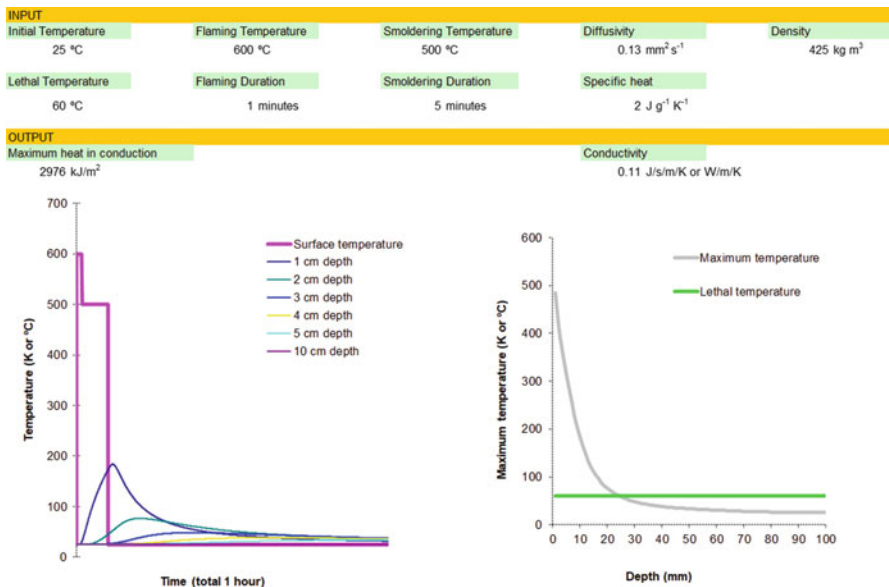 INPUT
Initial Temperature Flaming Temperature Smoldering Temperature Diffusivity Density
25 ºC 600 ºC 500 ºC 0.13 mm² s⁻¹ 425 kg m³
Lethal Temperature Flaming Duration Smoldering Duration Specific heat
60 ºC 1 minutes 5 minutes 2 J g⁻¹ K⁻¹
OUTPUT
Maximum heat in conduction Conductivity
2976 kJ/m² 0.11 J/s/m/K or W/m/K
Temperature (K or ºC)
700
600
500
400
300
200
100
0
Surface temperature
1 cm depth
2 cm depth
3 cm depth
4 cm depth
5 cm depth
10 cm depth
Time (total 1 hour)
Maximum temperature (K or ºC)
600
500
400
300
200
100
0
Maximum temperature
Lethal temperature
0 10 20 30 40 50 60 70 80 90 100
Depth (mm)